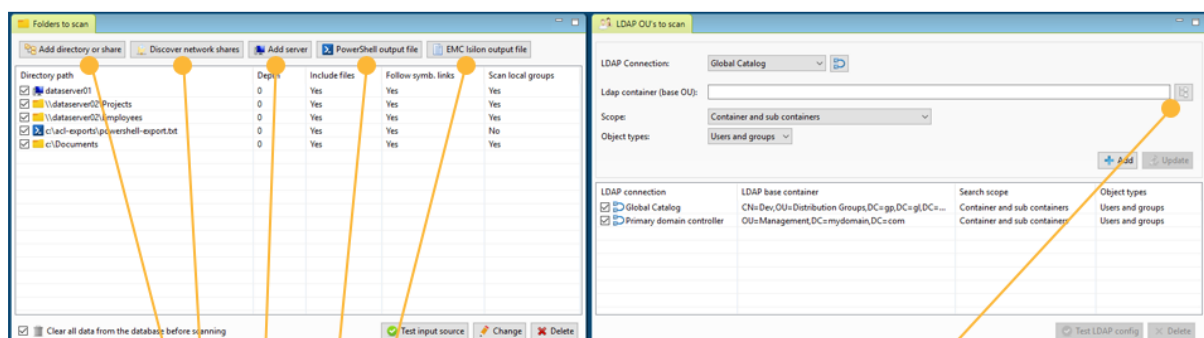 Folders to scan
Add directory or share Discover network shares Add server PowerShell output file EMC Isilon output file
Directory path Depth Include files Follow symb. links Scan local groups
dataserver01 0 Yes Yes Yes
\\dataserver02\Projects 0 Yes Yes Yes
\\dataserver02\Employees 0 Yes Yes Yes
c:\acl-exports\powershell-export.txt 0 Yes Yes No
c:\Documents 0 Yes Yes Yes
Clear all data from the database before scanning Test input source Change Delete
LDAP OU's to scan
LDAP Connection: Global Catalog
Ldap container (base OU):
Scope: Container and sub containers
Object types: Users and groups
Add Update
LDAP connection LDAP base container Search scope Object types
Global Catalog CN=Dev,OU=Distribution Groups,DC=gp,DC=gl,DC=... Container and sub containers Users and groups
Primary domain controller OU=Management,DC=mydomain,DC=com Container and sub containers Users and groups
Test LDAP config Delete